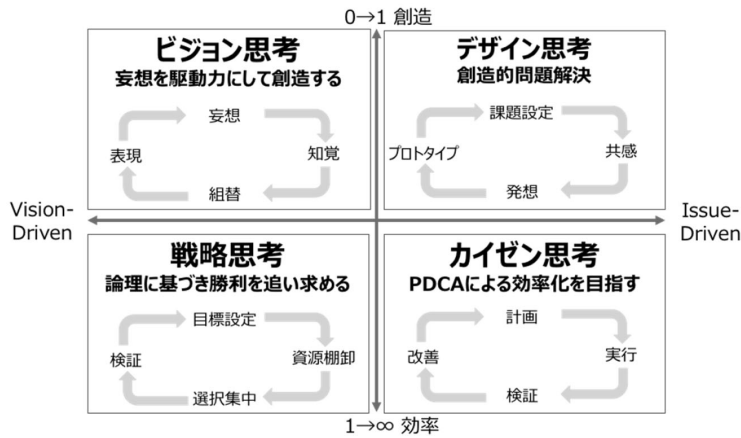 0→1 創造
ビジョン思考
妄想を駆動力にして創造する
妄想
表現
知覚
組替
デザイン思考
創造的問題解決
課題設定
プロトタイプ
共感
発想
Vision-
Driven
Issue-
Driven
戦略思考
論理に基づき勝利を追い求める
目標設定
検証
資源棚卸
選択集中
カイゼン思考
PDCAによる効率化を目指す
計画
改善
実行
検証
1→∞ 効率